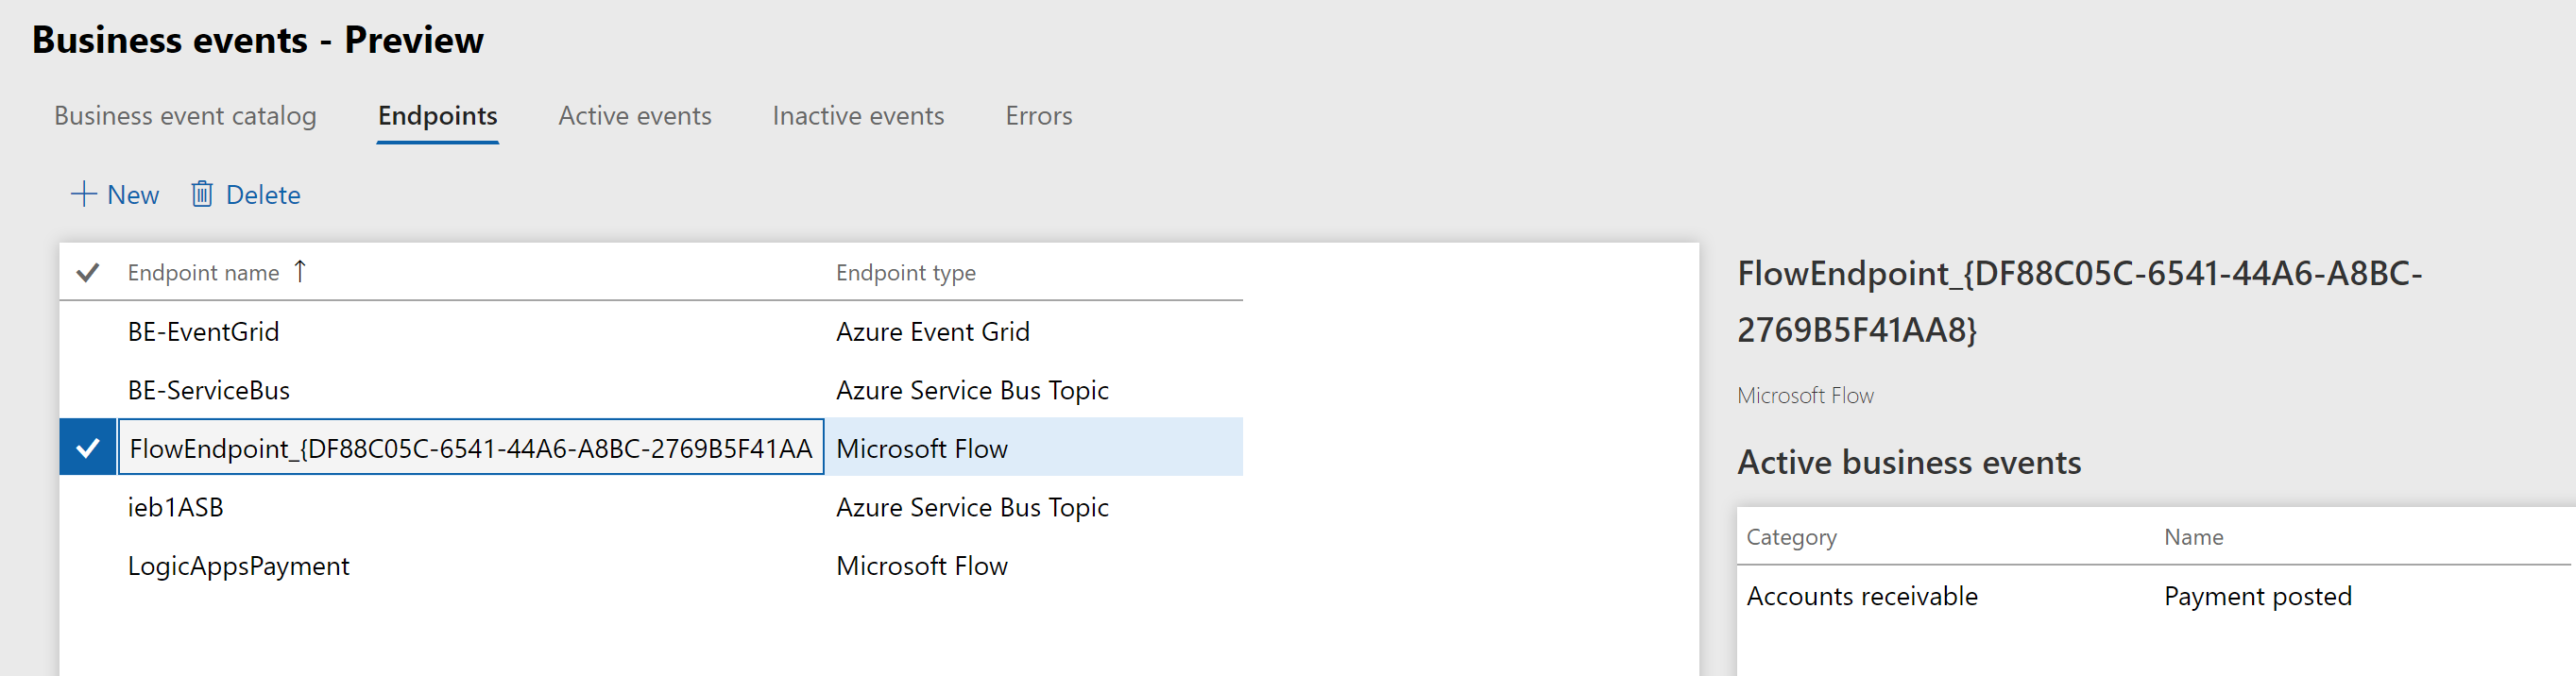 Business events - Preview
Business event catalog Endpoints Active events Inactive events Errors
New Delete
Endpoint name ↑ Endpoint type
BE-EventGrid Azure Event Grid
BE-ServiceBus Azure Service Bus Topic
FlowEndpoint_{DF88C05C-6541-44A6-A8BC-2769B5F41AA Microsoft Flow
ieb1ASB Azure Service Bus Topic
LogicAppsPayment Microsoft Flow
FlowEndpoint_{DF88C05C-6541-44A6-A8BC-
2769B5F41AA8}
Microsoft Flow
Active business events
Category Name
Accounts receivable Payment posted